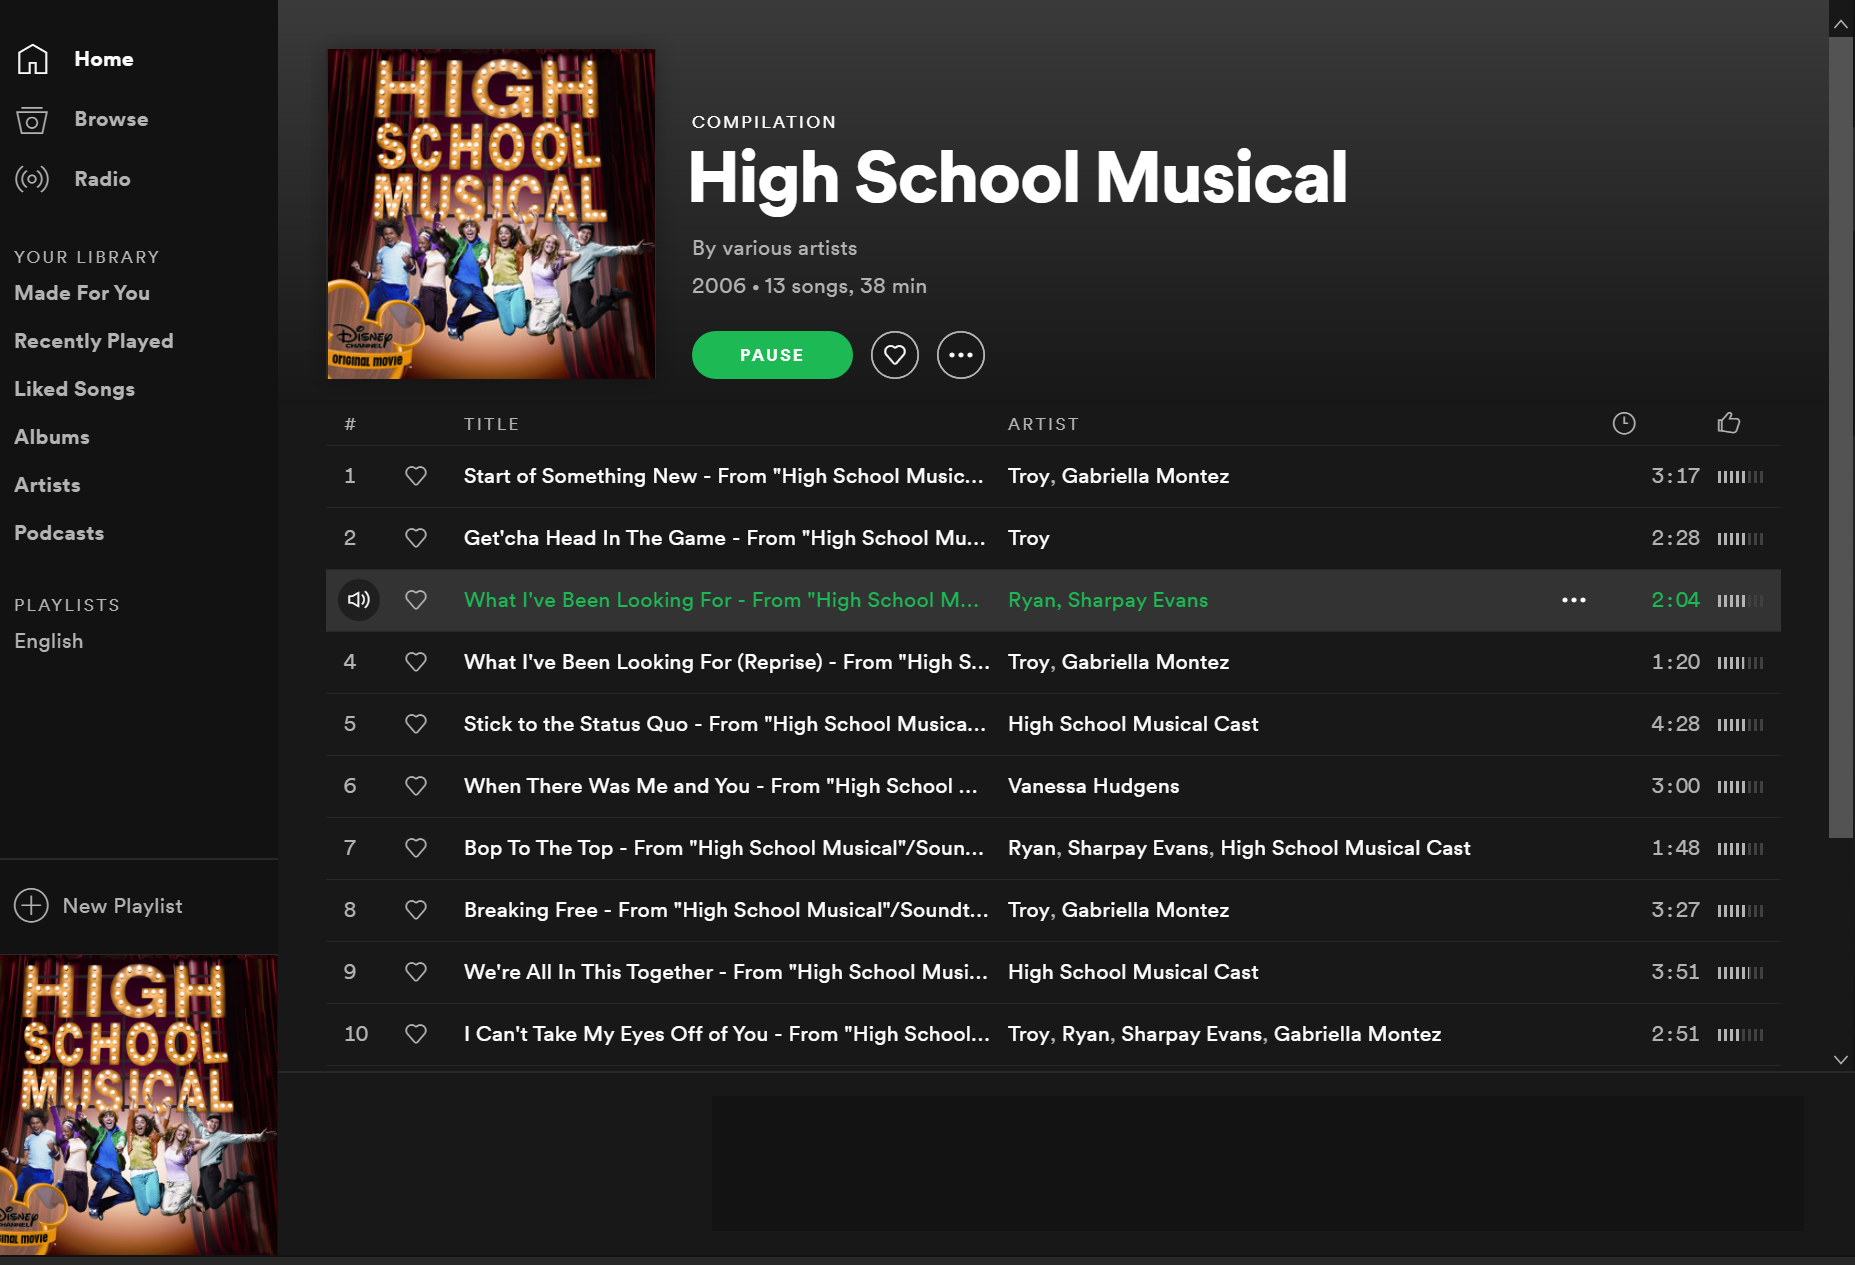 Home
Browse
Radio
YOUR LIBRARY
Made For You
Recently Played
Liked Songs
Albums
Artists
Podcasts
PLAYLISTS
English
New Playlist
HIGH
SCHOOL
MUSICAL
Disney
CHANNEL
ORIGINAL MOVIE
COMPILATION
High School Musical
By various artists
2006 • 13 songs, 38 min
PAUSE
# TITLE ARTIST
1 Start of Something New - From "High School Music... Troy, Gabriella Montez 3:17
2 Get'cha Head In The Game - From "High School Mu... Troy 2:28
What I've Been Looking For - From "High School M... Ryan, Sharpay Evans 2:04
4 What I've Been Looking For (Reprise) - From "High S... Troy, Gabriella Montez 1:20
5 Stick to the Status Quo - From "High School Musica... High School Musical Cast 4:28
6 When There Was Me and You - From "High School ... Vanessa Hudgens 3:00
7 Bop To The Top - From "High School Musical"/Soun... Ryan, Sharpay Evans, High School Musical Cast 1:48
8 Breaking Free - From "High School Musical"/Soundt... Troy, Gabriella Montez 3:27
9 We're All In This Together - From "High School Musi... High School Musical Cast 3:51
10 I Can't Take My Eyes Off of You - From "High School... Troy, Ryan, Sharpay Evans, Gabriella Montez 2:51
HIGH
SCHOOL
MUSICAL
Disney
CHANNEL
INAL MOVIE